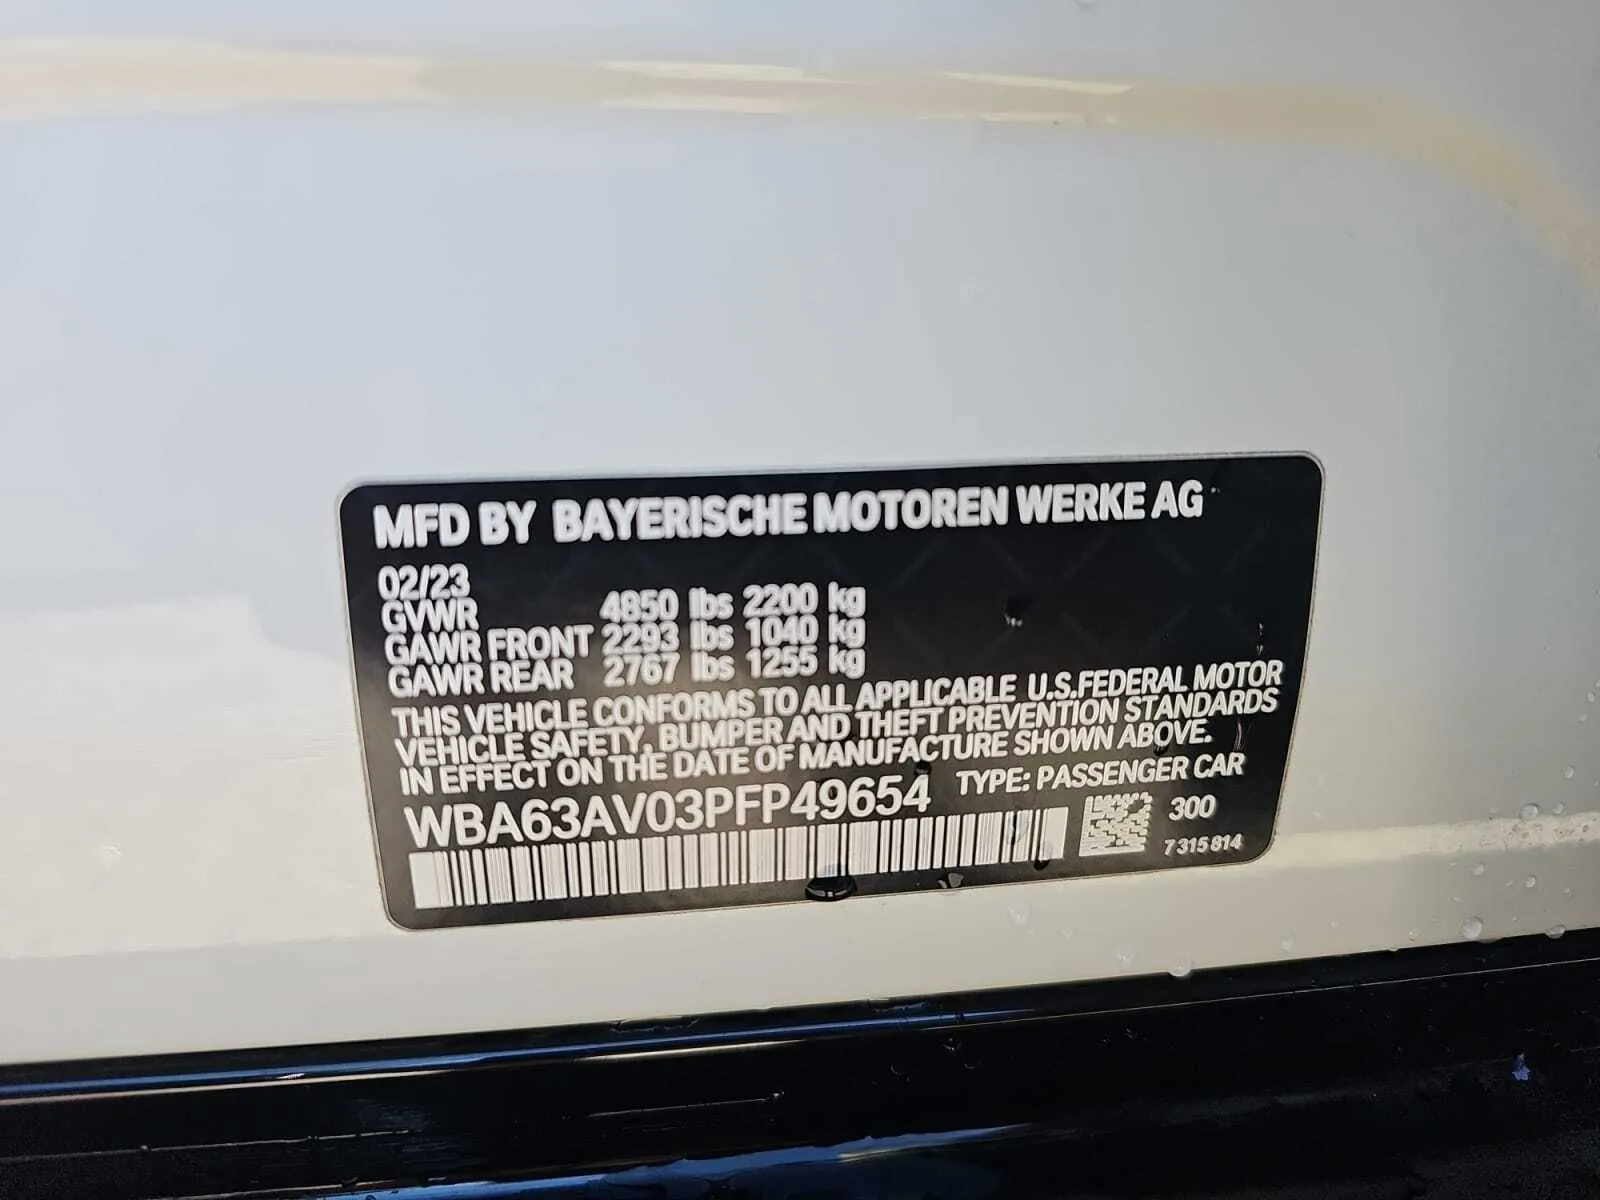 MFD BY BAYERISCHE MOTOREN WERKE AG
02/23
GVWR 4850 lbs 2200 kg
GAWR FRONT 2293 lbs 1040 kg
GAWR REAR 2767 lbs 1255 kg
THIS VEHICLE CONFORMS TO ALL APPLICABLE U.S.FEDERAL MOTOR
VEHICLE SAFETY, BUMPER AND THEFT PREVENTION STANDARDS
IN EFFECT ON THE DATE OF MANUFACTURE SHOWN ABOVE.
WBA63AV03PFP49654 TYPE: PASSENGER CAR
300
7 315 814